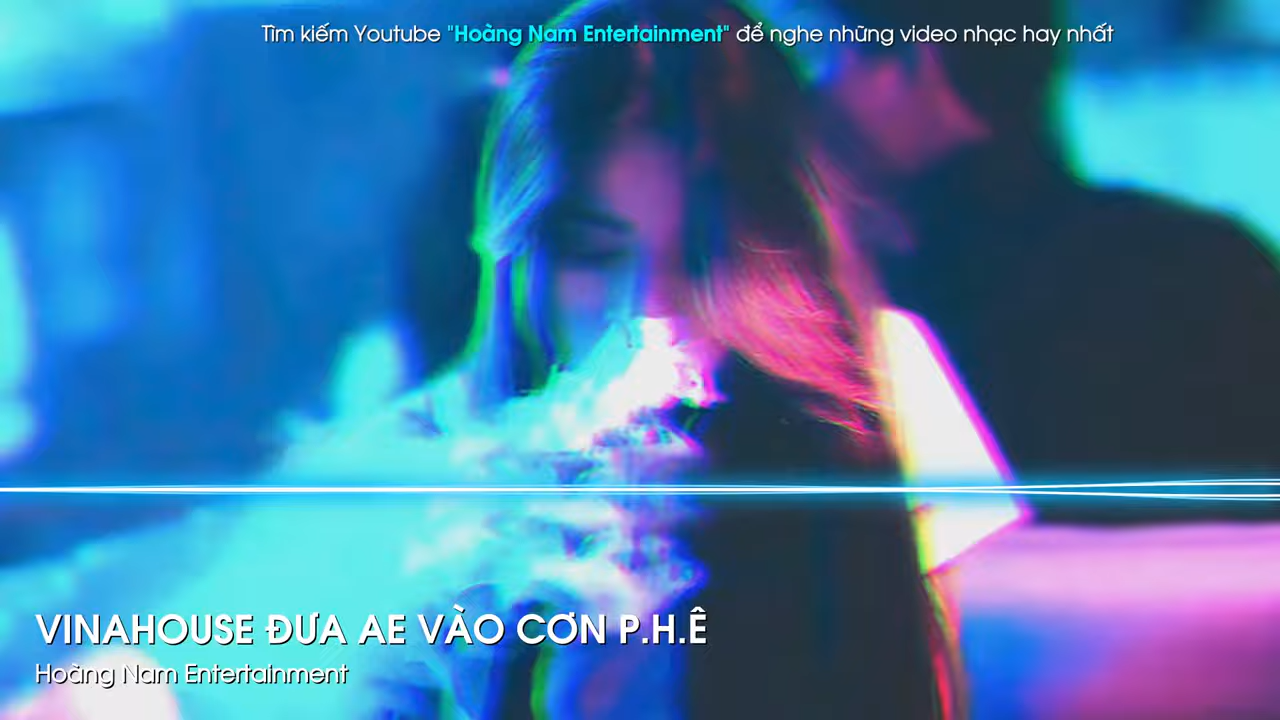 Tìm kiếm Youtube "Hoàng Nam Entertainment" để nghe những video nhạc hay nhất
VINAHOUSE ĐƯA AE VÀO CƠN P.H.Ê
Hoàng Nam Entertainment